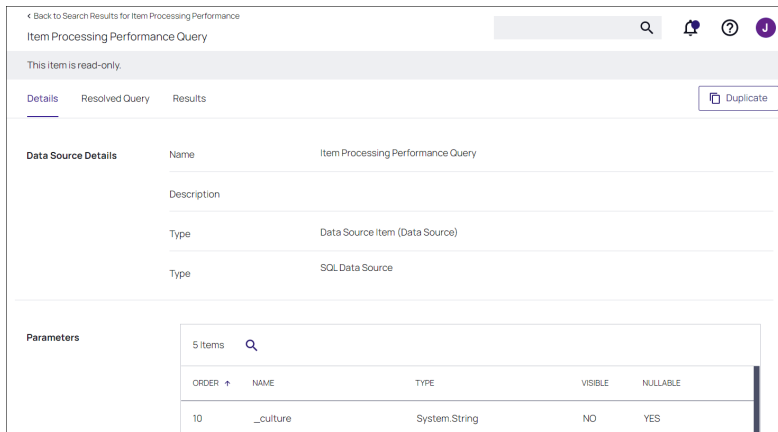 < Back to Search Results for Item Processing Performance
Item Processing Performance Query
J
This item is read-only.
Details Resolved Query Results Duplicate
Data Source Details Name Item Processing Performance Query
Description
Type Data Source Item (Data Source)
Type SQL Data Source
Parameters
5 Items
ORDER ↑ NAME TYPE VISIBLE NULLABLE
10 _culture System.String NO YES